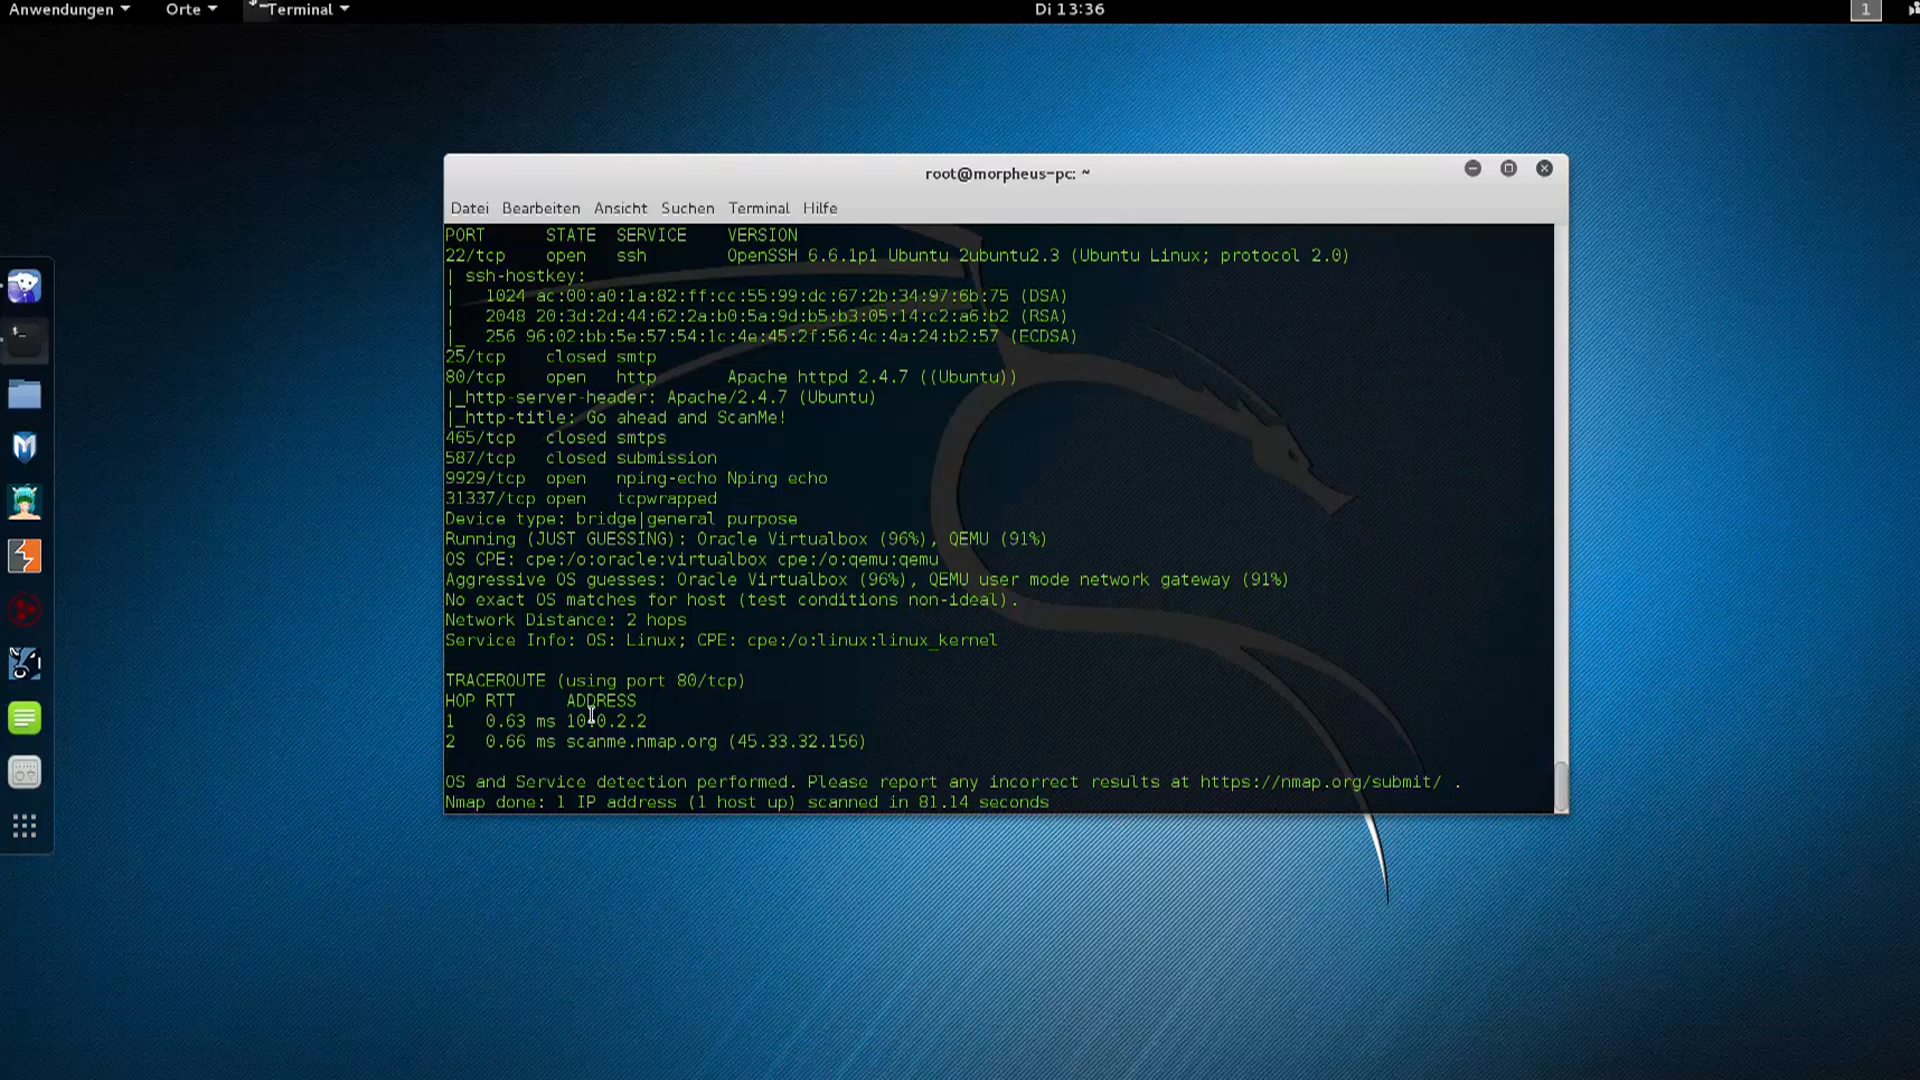 Anwendungen Orte Terminal Di 13:36 1
root@morpheus-pc: ~
Datei Bearbeiten Ansicht Suchen Terminal Hilfe
PORT STATE SERVICE VERSION
22/tcp open ssh OpenSSH 6.6.1p1 Ubuntu 2ubuntu2.3 (Ubuntu Linux; protocol 2.0)
| ssh-hostkey:
| 1024 ac:00:a0:1a:82:ff:cc:55:99:dc:67:2b:34:97:6b:75 (DSA)
| 2048 20:3d:2d:44:62:2a:b0:5a:9d:b5:b3:05:14:c2:a6:b2 (RSA)
|_ 256 96:02:bb:5e:57:54:1c:4e:45:2f:56:4c:4a:24:b2:57 (ECDSA)
25/tcp closed smtp
80/tcp open http Apache httpd 2.4.7 ((Ubuntu))
|_http-server-header: Apache/2.4.7 (Ubuntu)
|_http-title: Go ahead and ScanMe!
465/tcp closed smtps
587/tcp closed submission
9929/tcp open nping-echo Nping echo
31337/tcp open tcpwrapped
Device type: bridge|general purpose
Running (JUST GUESSING): Oracle Virtualbox (96%), QEMU (91%)
OS CPE: cpe:/o:oracle:virtualbox cpe:/o:qemu:qemu
Aggressive OS guesses: Oracle Virtualbox (96%), QEMU user mode network gateway (91%)
No exact OS matches for host (test conditions non-ideal).
Network Distance: 2 hops
Service Info: OS: Linux; CPE: cpe:/o:linux:linux_kernel
TRACEROUTE (using port 80/tcp)
HOP RTT ADDRESS
1 0.63 ms 10.0.2.2
2 0.66 ms scanme.nmap.org (45.33.32.156)
OS and Service detection performed. Please report any incorrect results at https://nmap.org/submit/ .
Nmap done: 1 IP address (1 host up) scanned in 81.14 seconds